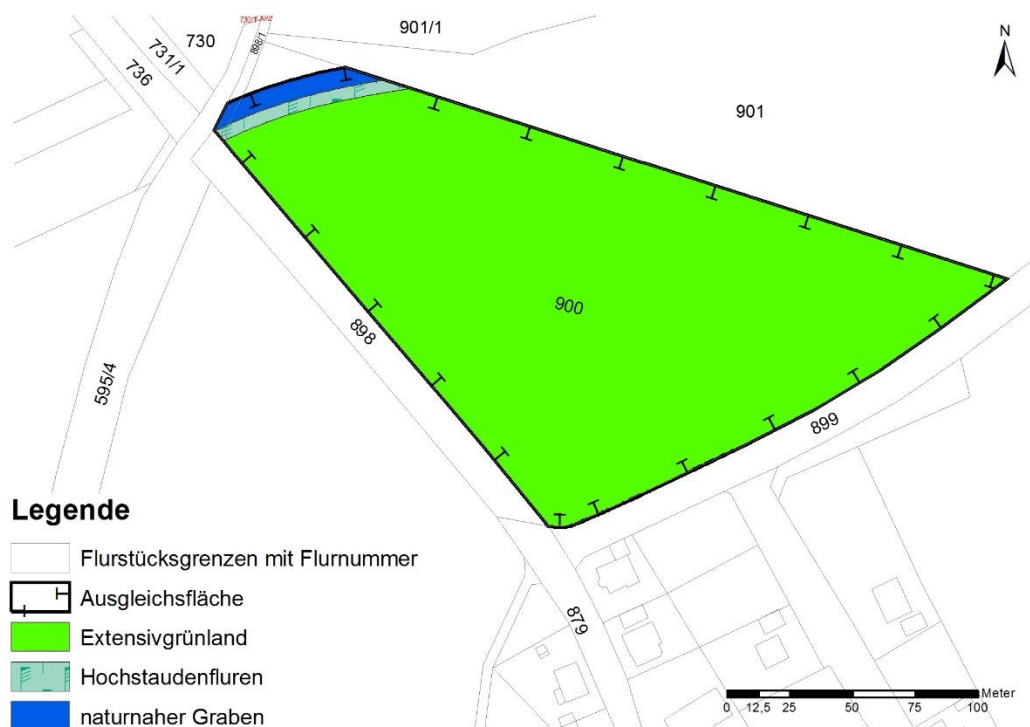 730
731/1
736
898/1
901/1
N
901
900
898
595/4
899
879
Legende
Flurstücksgrenzen mit Flurnummer
Ausgleichsfläche
Extensivgrünland
Hochstaudenfluren
naturnaher Graben
0 12,5 25 50 75 100 Meter